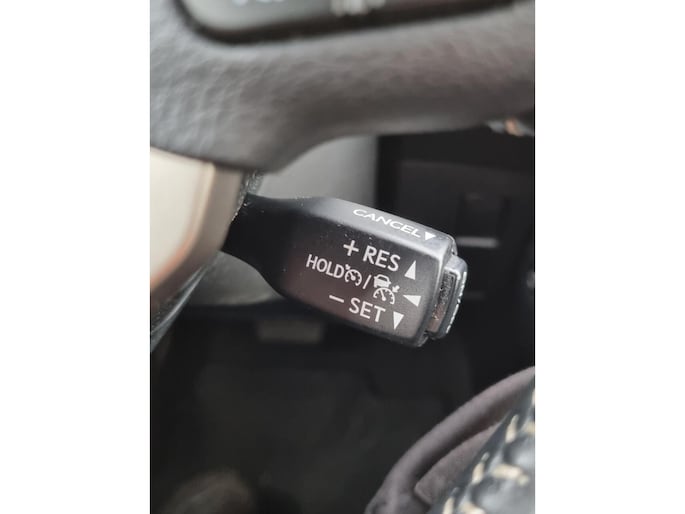 CANCEL▼
+ RES ▲
HOLD /
− SET ▼